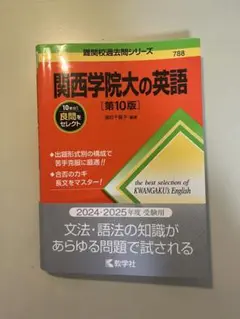 難関校過去問シリーズ
788
関西学院大の英語
[第10版]
10年分の
良問を
セレクト
編著
▶出題形式別の構成で
苦手克服に最適!!
▶合否のカギ
長文をマスター!
the best selection of
KWANGAKU's English
2024・2025年度 受験用
文法・語法の知識が
あらゆる問題で試される
教学社